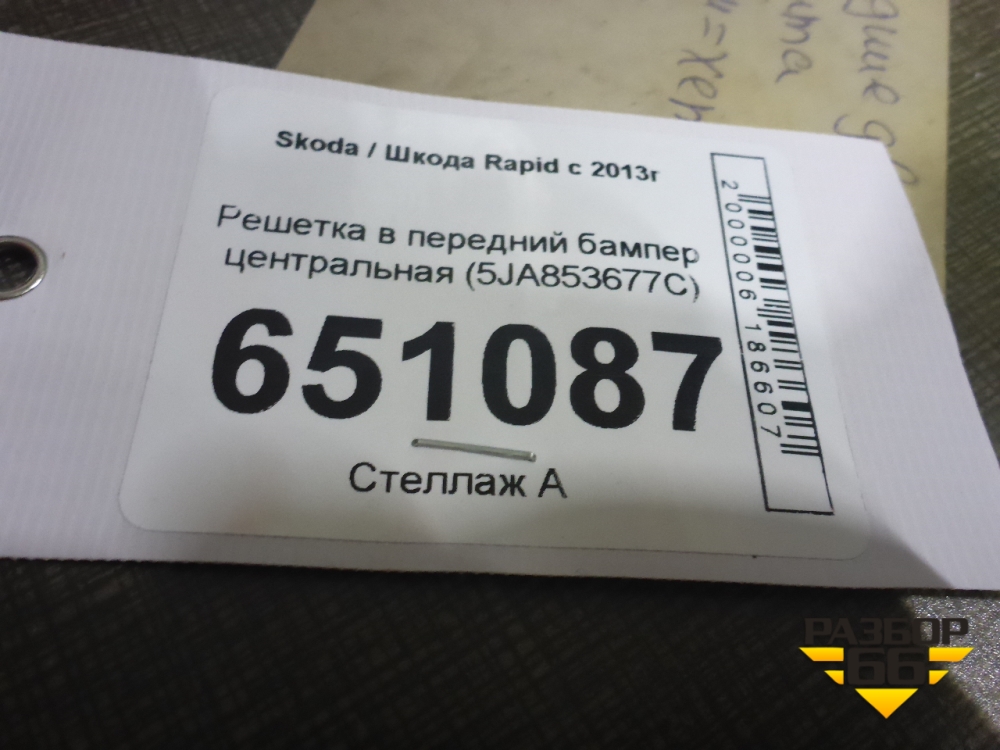 Skoda / Шкода Rapid с 2013г
Решетка в передний бампер
центральная (5JA853677C)
651087
Стеллаж А
2000006186607
РАЗБОР
66